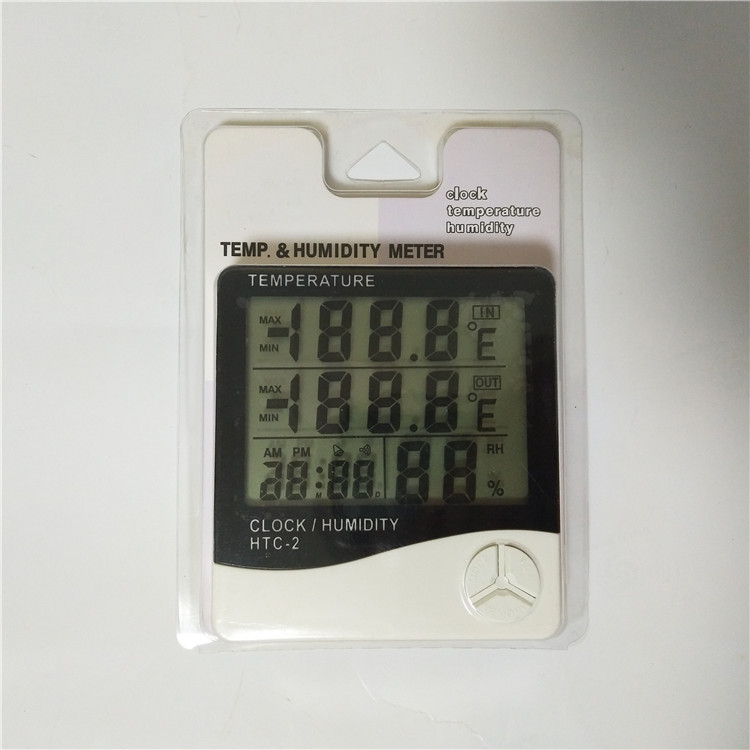 clock
temperature
humidity
TEMP. & HUMIDITY METER
TEMPERATURE
MAX
MIN
-188.8 °E
IN
MAX
MIN
-188.8 °E
OUT
AM PM
28:88
M D
88 %
RH
CLOCK / HUMIDITY
HTC-2